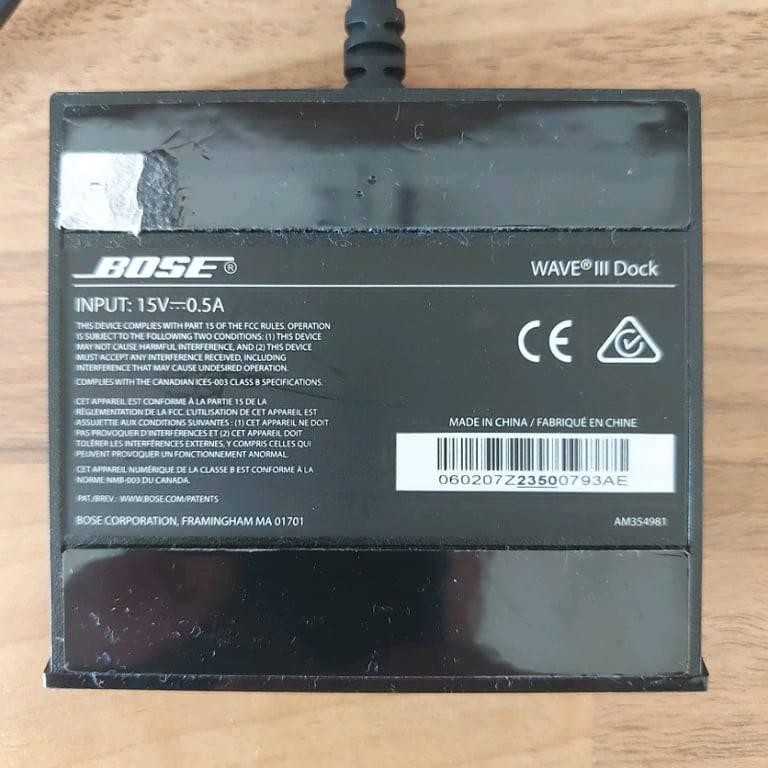 BOSE®
WAVE® III Dock
INPUT: 15V⎓0.5A
THIS DEVICE COMPLIES WITH PART 15 OF THE FCC RULES. OPERATION
IS SUBJECT TO THE FOLLOWING TWO CONDITIONS: (1) THIS DEVICE
MAY NOT CAUSE HARMFUL INTERFERENCE, AND (2) THIS DEVICE
MUST ACCEPT ANY INTERFERENCE RECEIVED, INCLUDING
INTERFERENCE THAT MAY CAUSE UNDESIRED OPERATION.
COMPLIES WITH THE CANADIAN ICES-003 CLASS B SPECIFICATIONS.
CET APPAREIL EST CONFORME À LA PARTIE 15 DE LA
RÉGLEMENTATION DE LA FCC. L'UTILISATION DE CET APPAREIL EST
ASSUJETTIE AUX CONDITIONS SUIVANTES : (1) CET APPAREIL NE DOIT
PAS PROVOQUER D'INTERFÉRENCES ET (2) CET APPAREIL DOIT
TOLÉRER LES INTERFÉRENCES EXTERNES, Y COMPRIS CELLES QUI
PEUVENT PROVOQUER UN FONCTIONNEMENT ANORMAL.
CET APPAREIL NUMÉRIQUE DE LA CLASSE B EST CONFORME À LA
NORME NMB-003 DU CANADA.
PAT./BREV.: WWW.BOSE.COM/PATENTS
BOSE CORPORATION, FRAMINGHAM MA 01701
CE
MADE IN CHINA / FABRIQUÉ EN CHINE
060207Z23500793AE
AM354981